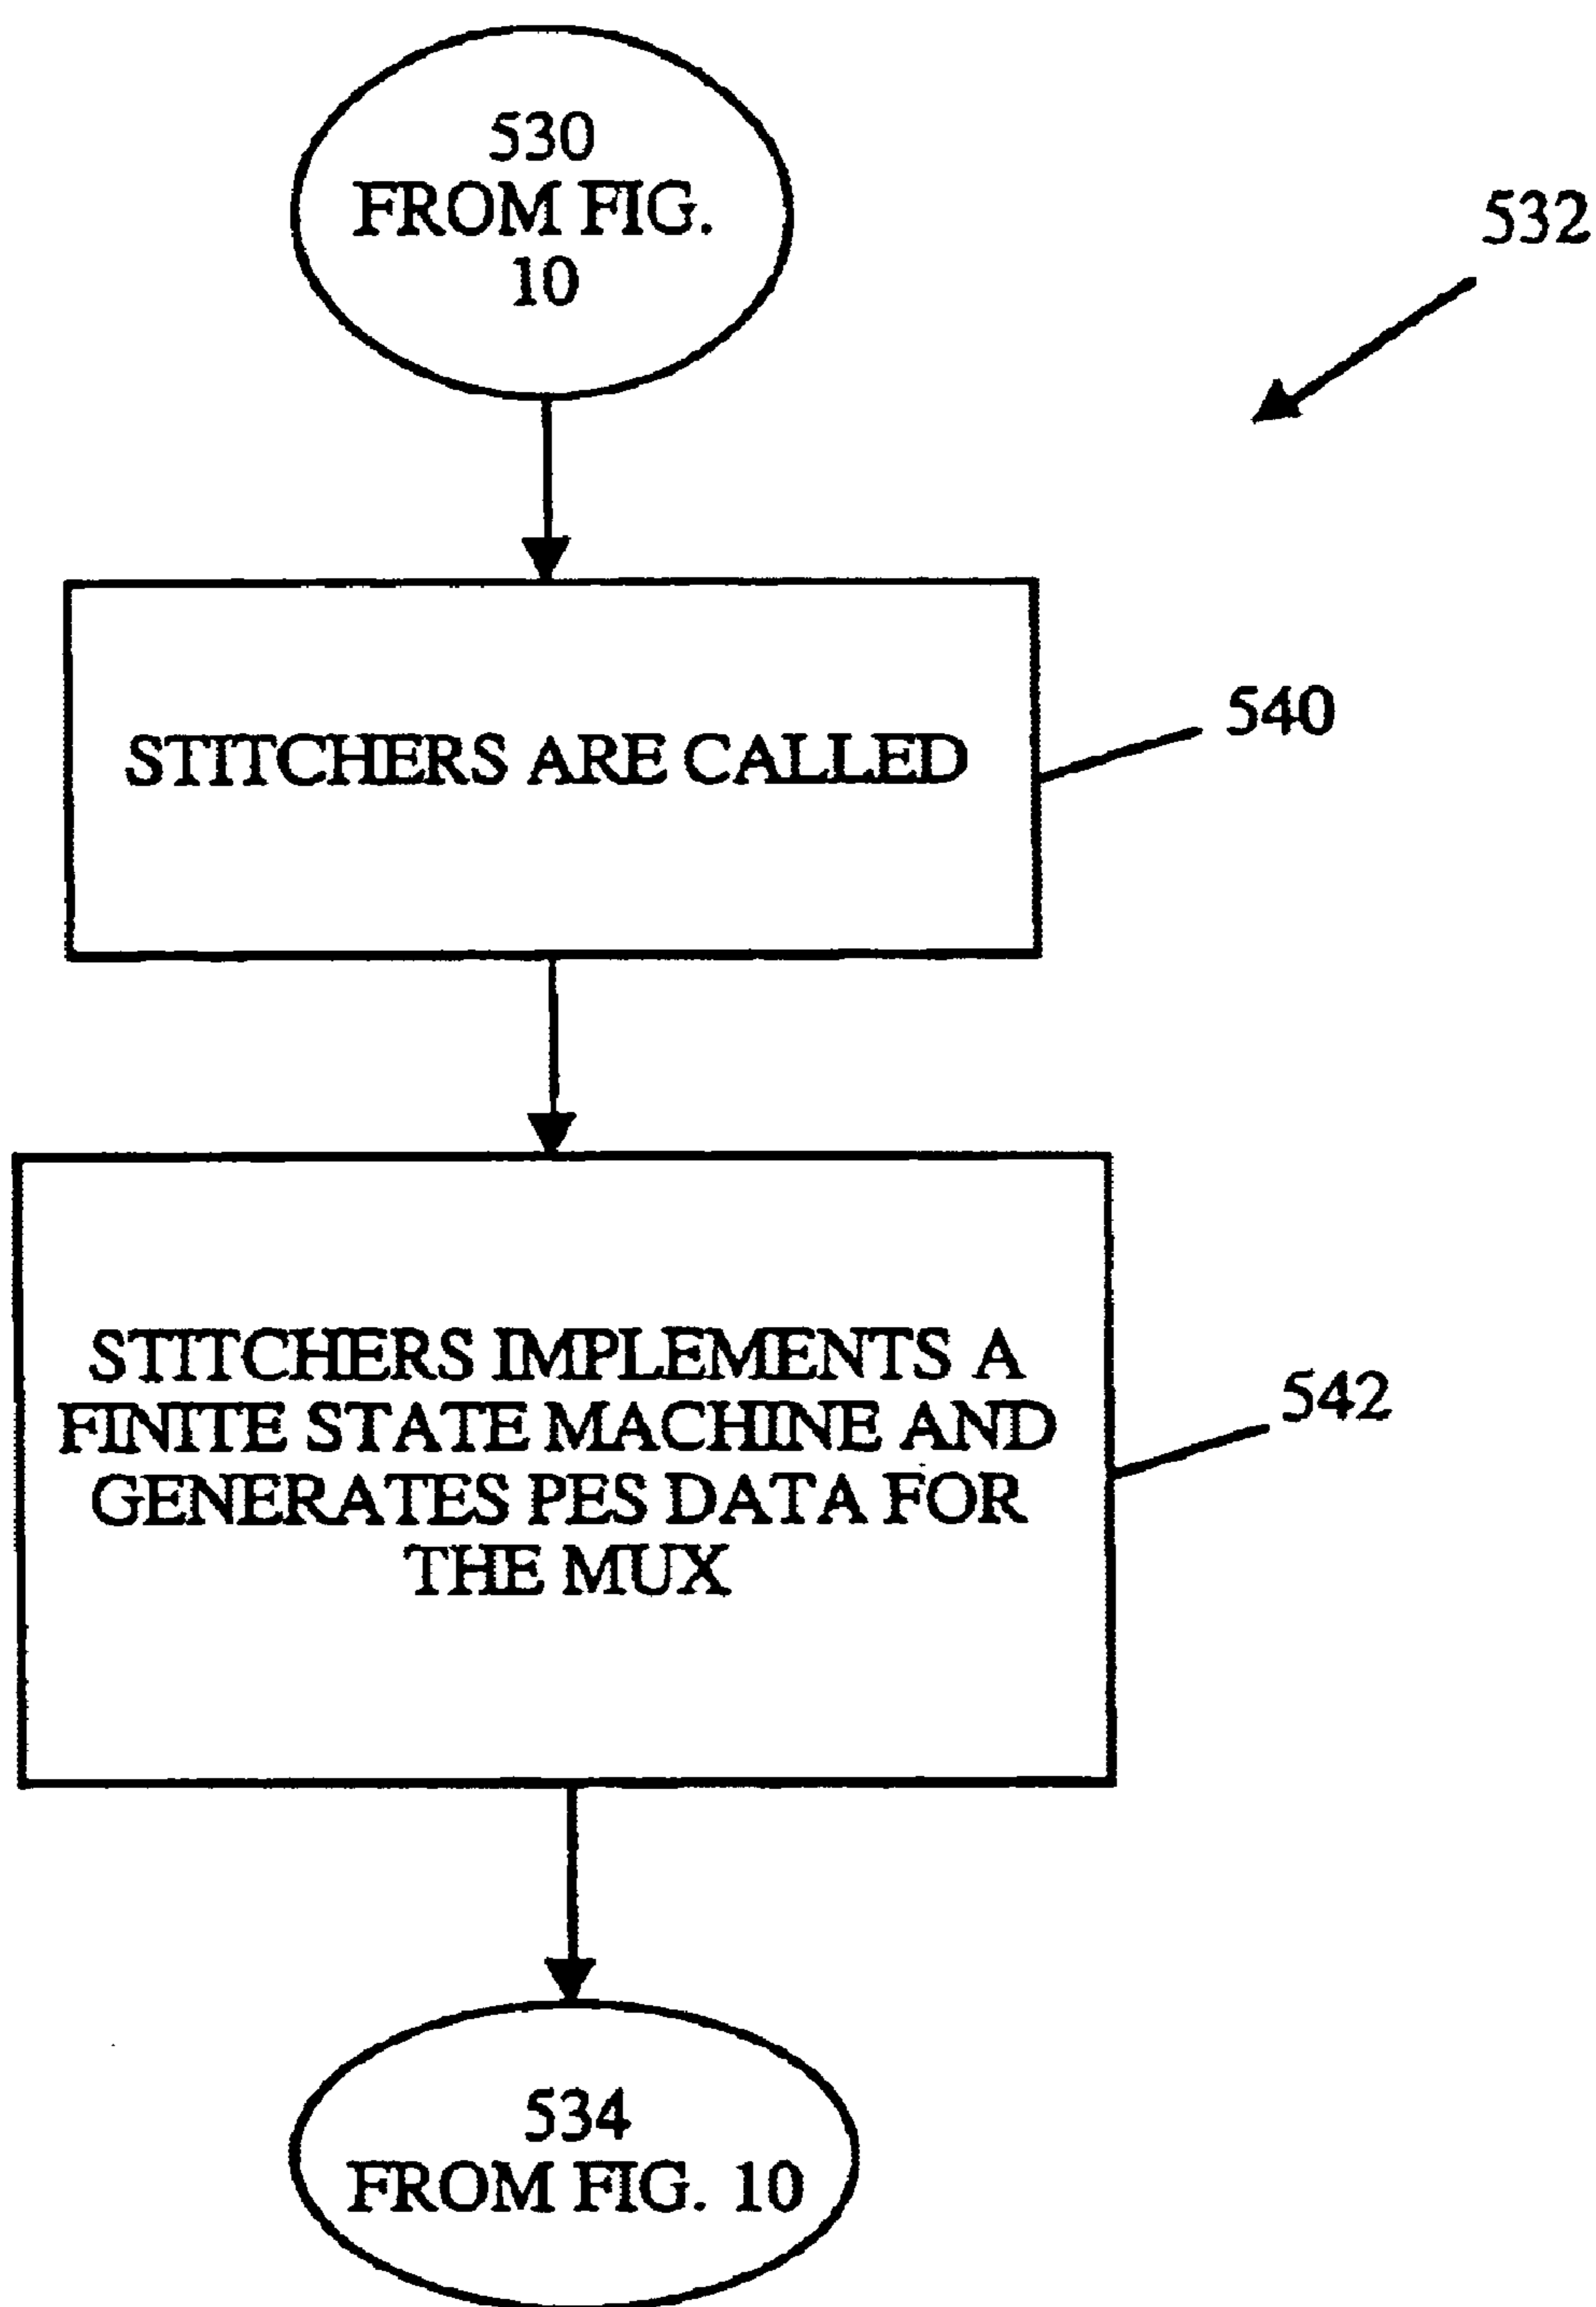 530
FROM FIG.
10
532
STITCHERS ARE CALLED
540
STITCHERS IMPLEMENTS A
FINITE STATE MACHINE AND
GENERATES PES DATA FOR
THE MUX
542
534
FROM FIG. 10